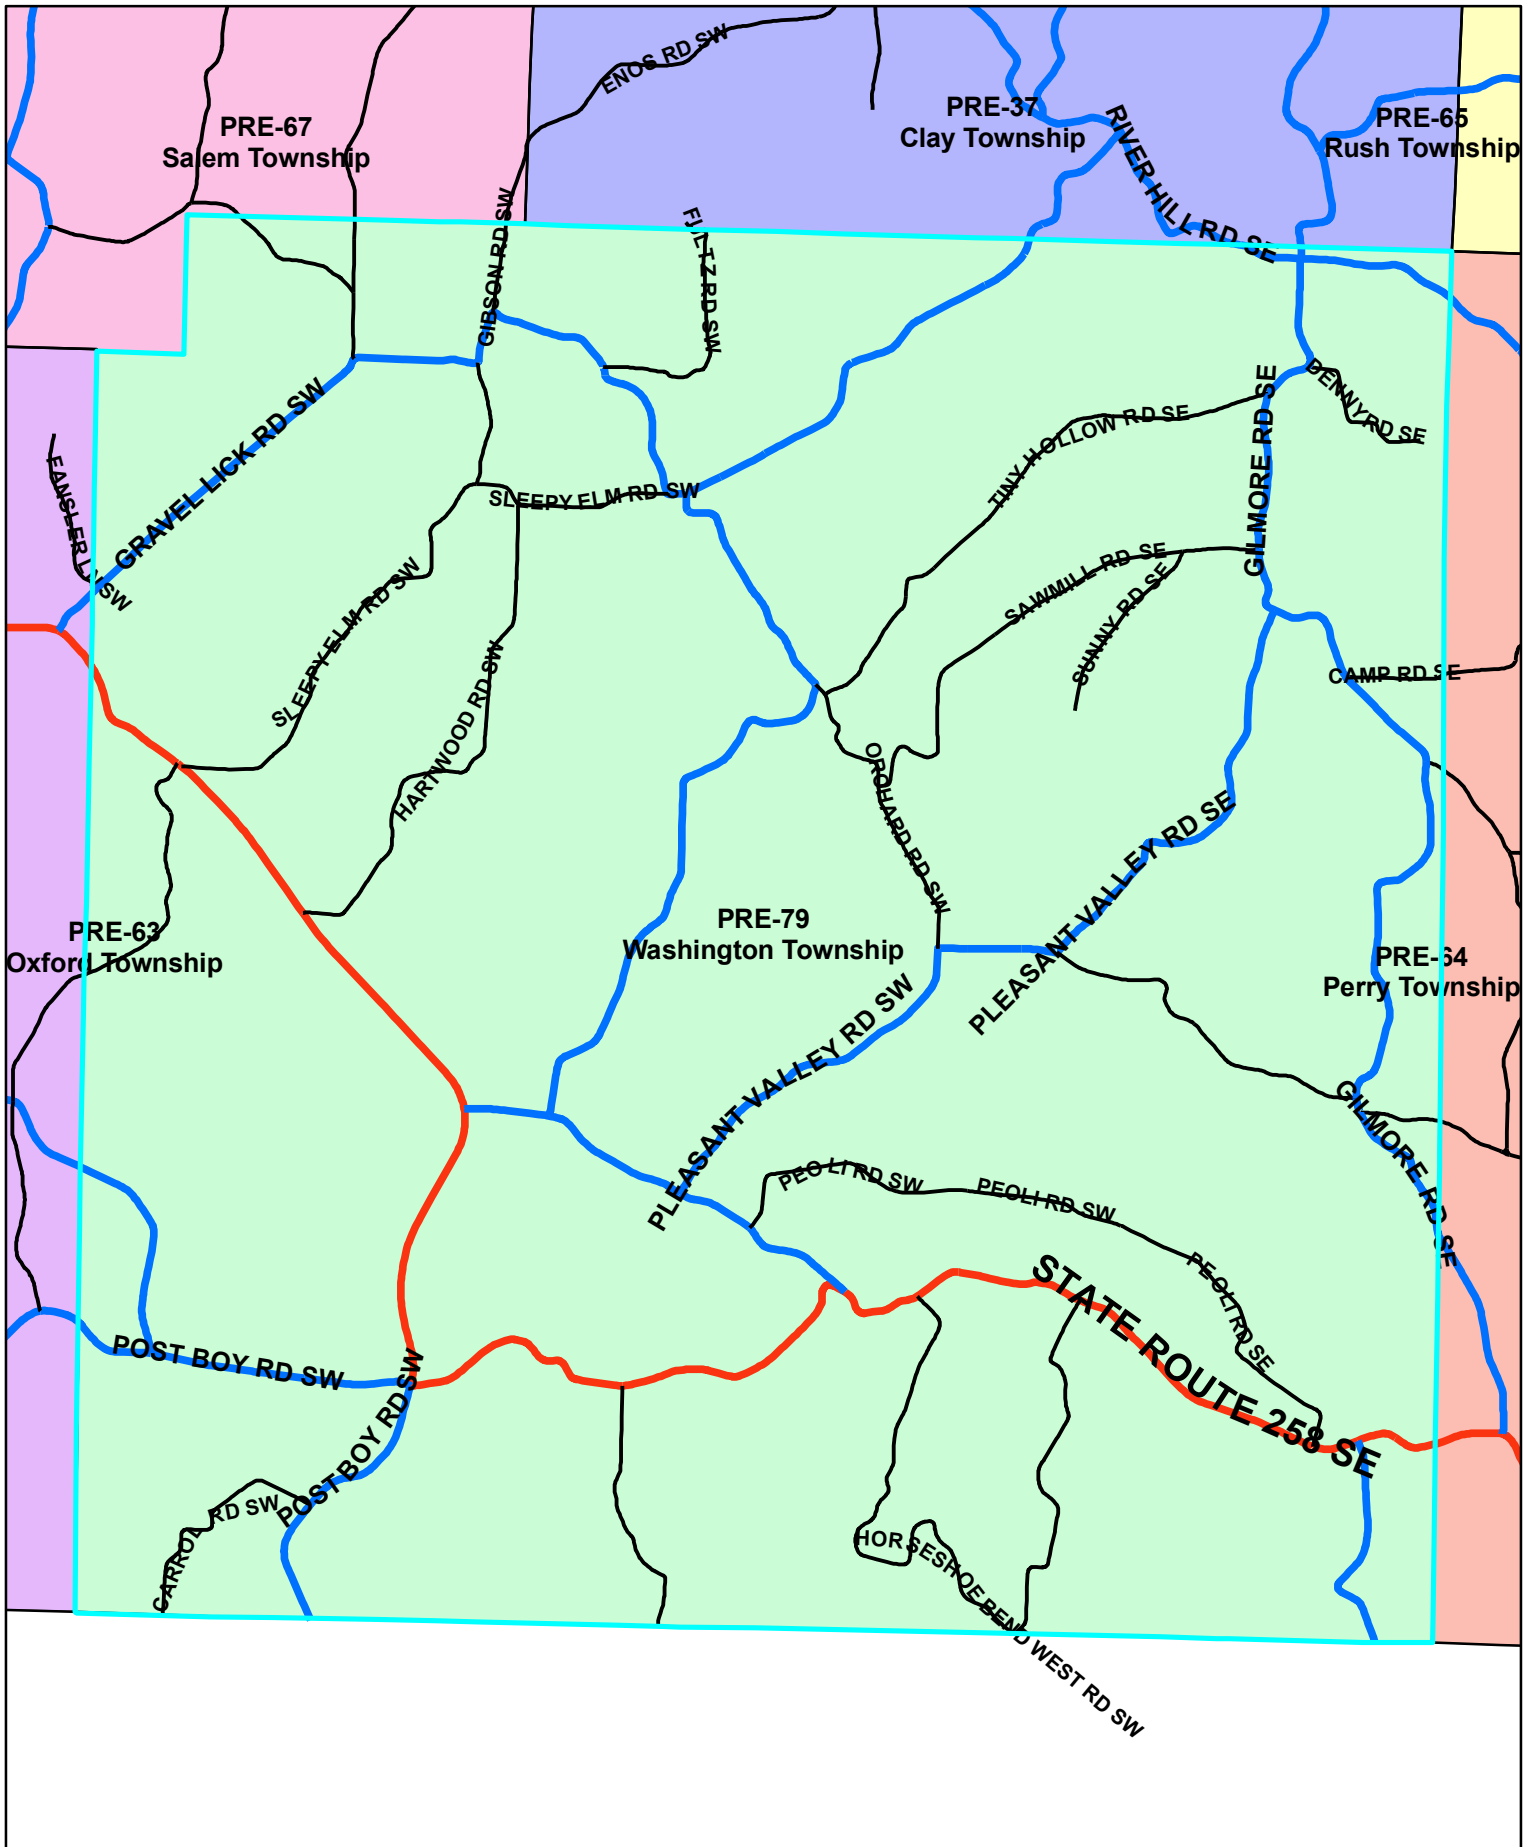 ENOS RD SW
PRE-67
Salem Township
PRE-37
Clay Township
PRE-65
Rush Township
RIVER HILL RD SE
GIBSON RD SW
FULTZ RD SW
GRAVEL LICK RD SW
FANSLER LN SW
SLEEPY ELM RD SW
TINY HOLLOW RD SE
GILMORE RD SE
DENNY RD SE
SLEEPY ELM RD SW
SAWMILL RD SE
SUNNY RD SE
CAMP RD SE
HARTWOOD RD SW
ORCHARD RD SW
PLEASANT VALLEY RD SE
PRE-63
Oxford Township
PRE-79
Washington Township
PRE-64
Perry Township
PLEASANT VALLEY RD SW
GILMORE RD SE
PEOLI RD SW
PEOLI RD SW
PEOLI RD SE
STATE ROUTE 258 SE
POST BOY RD SW
POST BOY RD SW
CARROL RD SW
HORSESHOE BEND WEST RD SW